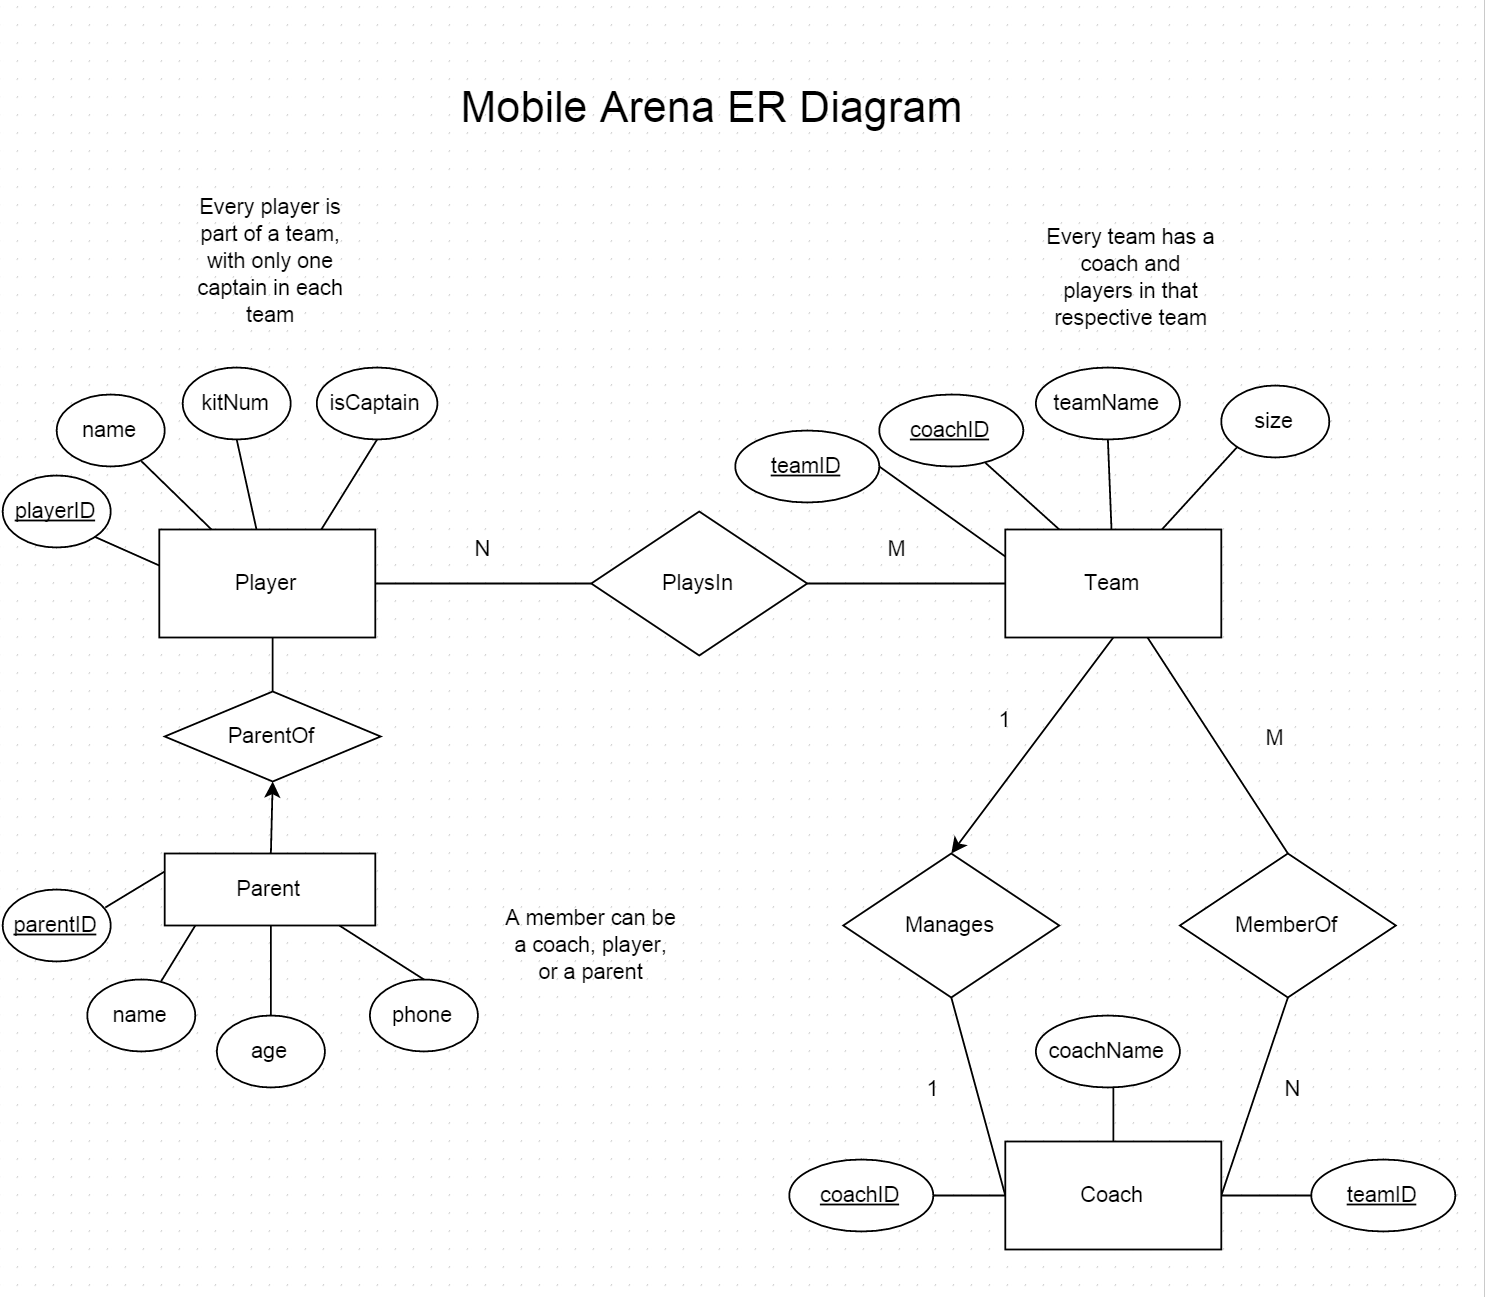 Mobile Arena ER Diagram
Every player is
part of a team,
with only one
captain in each
team
Every team has a
coach and
players in that
respective team
name
kitNum
isCaptain
playerID
teamID
coachID
teamName
size
Player
N
PlaysIn
M
Team
ParentOf
1
M
Parent
parentID
name
age
phone
A member can be
a coach, player,
or a parent
Manages
MemberOf
coachName
1
N
coachID
Coach
teamID